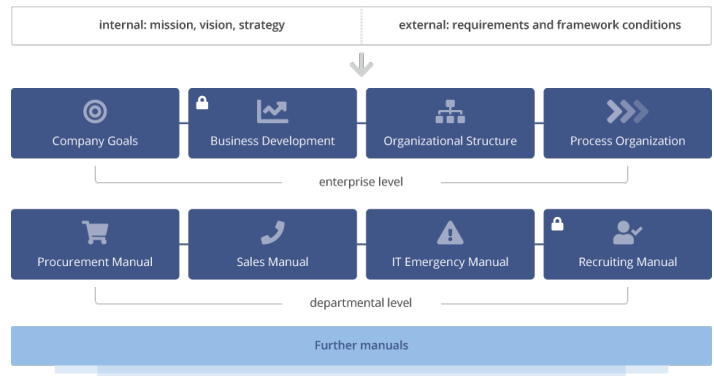 internal: mission, vision, strategy
external: requirements and framework conditions
Company Goals
Business Development
Organizational Structure
Process Organization
enterprise level
Procurement Manual
Sales Manual
IT Emergency Manual
Recruiting Manual
departmental level
Further manuals